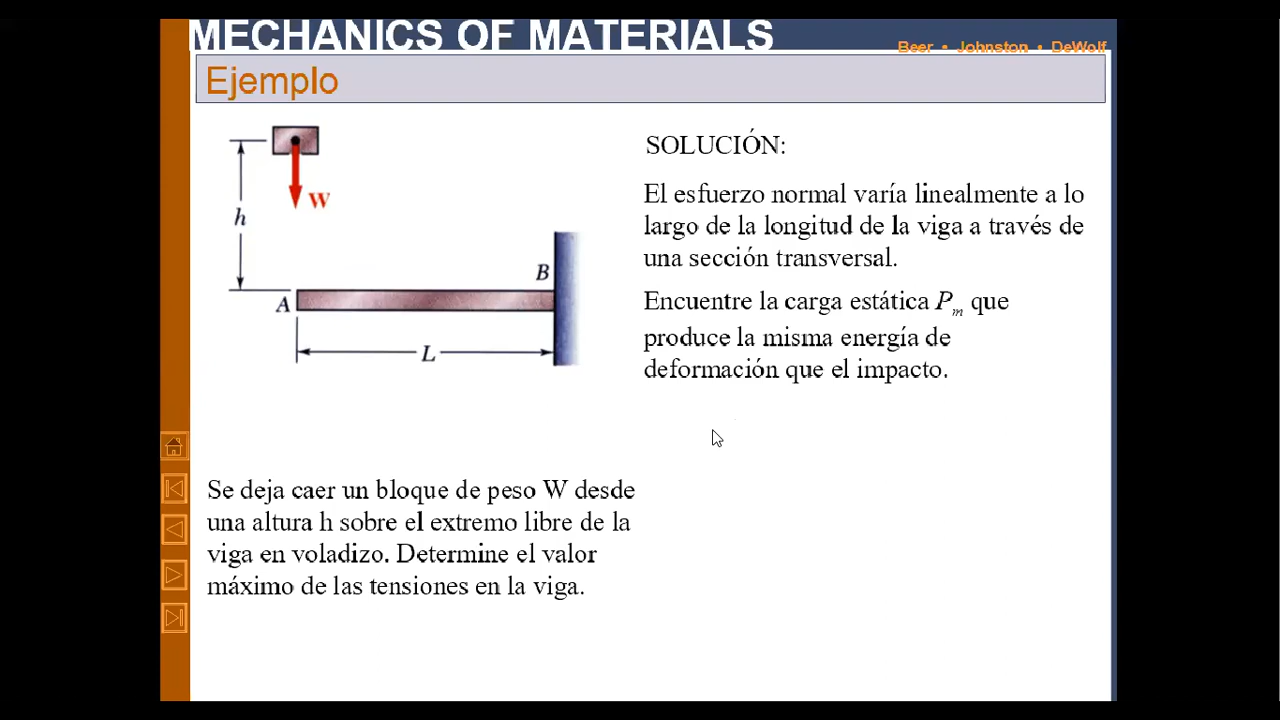 MECHANICS OF MATERIALS
Beer • Johnston • DeWolf
Ejemplo
W
h
B
A
L
SOLUCIÓN:
El esfuerzo normal varía linealmente a lo
largo de la longitud de la viga a través de
una sección transversal.
Encuentre la carga estática Pm que
produce la misma energía de
deformación que el impacto.
Se deja caer un bloque de peso W desde
una altura h sobre el extremo libre de la
viga en voladizo. Determine el valor
máximo de las tensiones en la viga.